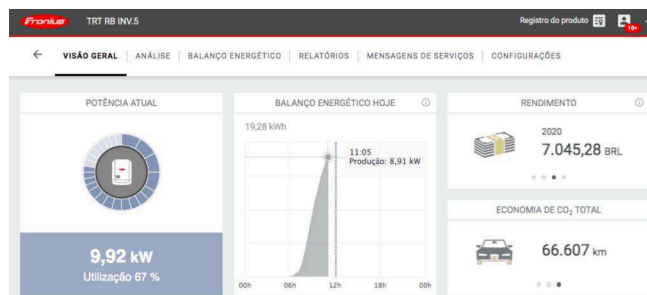 Fronius TRT RB INV.5 Registro do produto 10+
VISÃO GERAL ANÁLISE BALANÇO ENERGÉTICO RELATÓRIOS MENSAGENS DE SERVIÇOS CONFIGURAÇÕES
POTÊNCIA ATUAL
9,92 kW
Utilização 67 %
BALANÇO ENERGÉTICO HOJE
19,28 kWh
11:05
Produção: 8,91 kW
00h 06h 12h 18h 00h
RENDIMENTO
2020
7.045,28 BRL
ECONOMIA DE CO₂ TOTAL
66.607 km